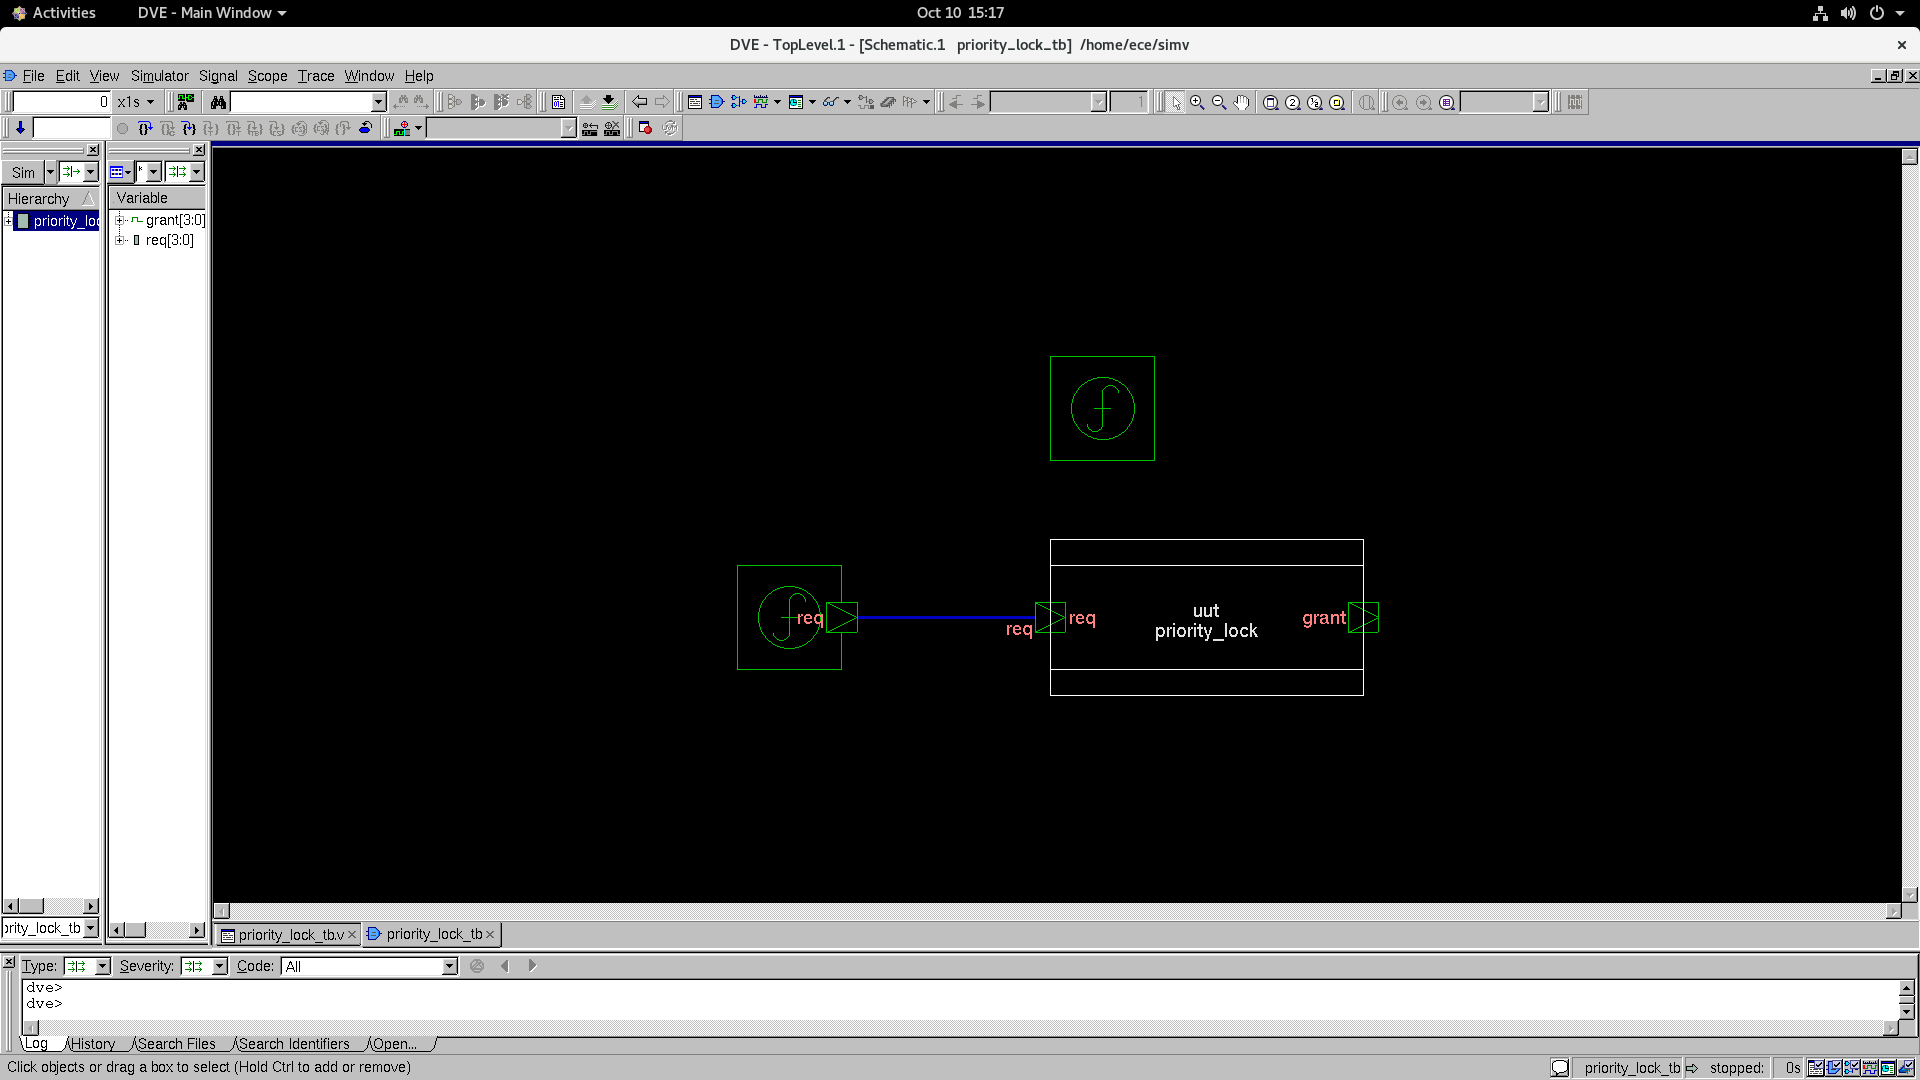 Activities DVE - Main Window Oct 10 15:17
DVE - TopLevel.1 - [Schematic.1 priority_lock_tb] /home/ece/simv
File Edit View Simulator Signal Scope Trace Window Help
0 x1s 1
Sim *
Hierarchy Variable
priority_loc grant[3:0]
req[3:0]
req req req uut priority_lock grant
rity_lock_tb
priority_lock_tb.v priority_lock_tb
Type: Severity: Code: All
dve>
dve>
Log History Search Files Search Identifiers Open...
Click objects or drag a box to select (Hold Ctrl to add or remove) priority_lock_tb stopped: 0s